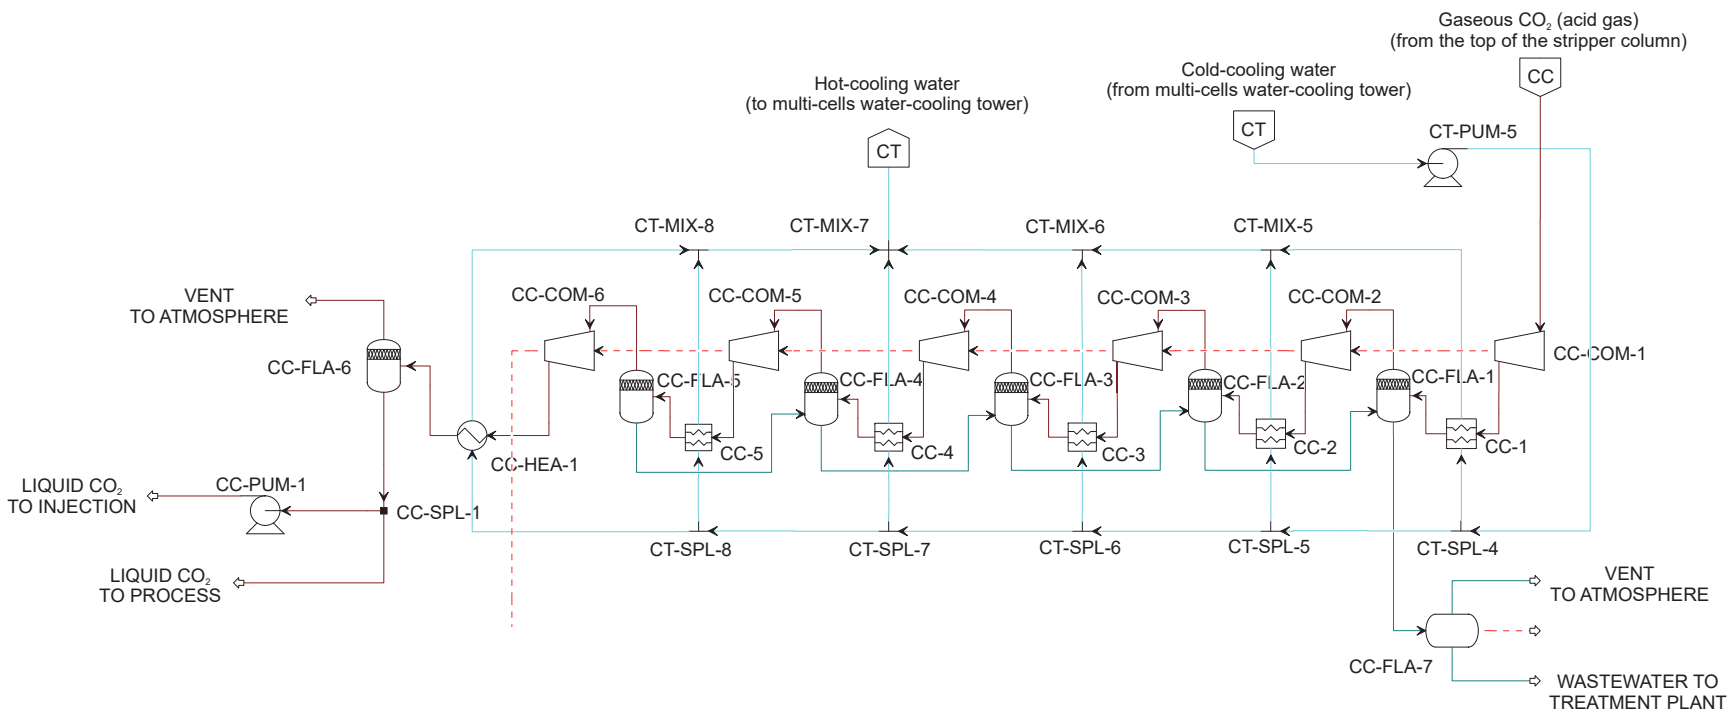 Gaseous CO₂ (acid gas)
(from the top of the stripper column)
CC
Cold-cooling water
(from multi-cells water-cooling tower)
CT
CT-PUM-5
Hot-cooling water
(to multi-cells water-cooling tower)
CT
CT-MIX-8
CT-MIX-7
CT-MIX-6
CT-MIX-5
VENT
TO ATMOSPHERE
CC-COM-6
CC-COM-5
CC-COM-4
CC-COM-3
CC-COM-2
CC-COM-1
CC-FLA-6
CC-FLA-5
CC-FLA-4
CC-FLA-3
CC-FLA-2
CC-FLA-1
CC-HEA-1
CC-5
CC-4
CC-3
CC-2
CC-1
LIQUID CO₂
TO INJECTION
CC-PUM-1
CC-SPL-1
CT-SPL-8
CT-SPL-7
CT-SPL-6
CT-SPL-5
CT-SPL-4
LIQUID CO₂
TO PROCESS
VENT
TO ATMOSPHERE
CC-FLA-7
WASTEWATER TO
TREATMENT PLANT